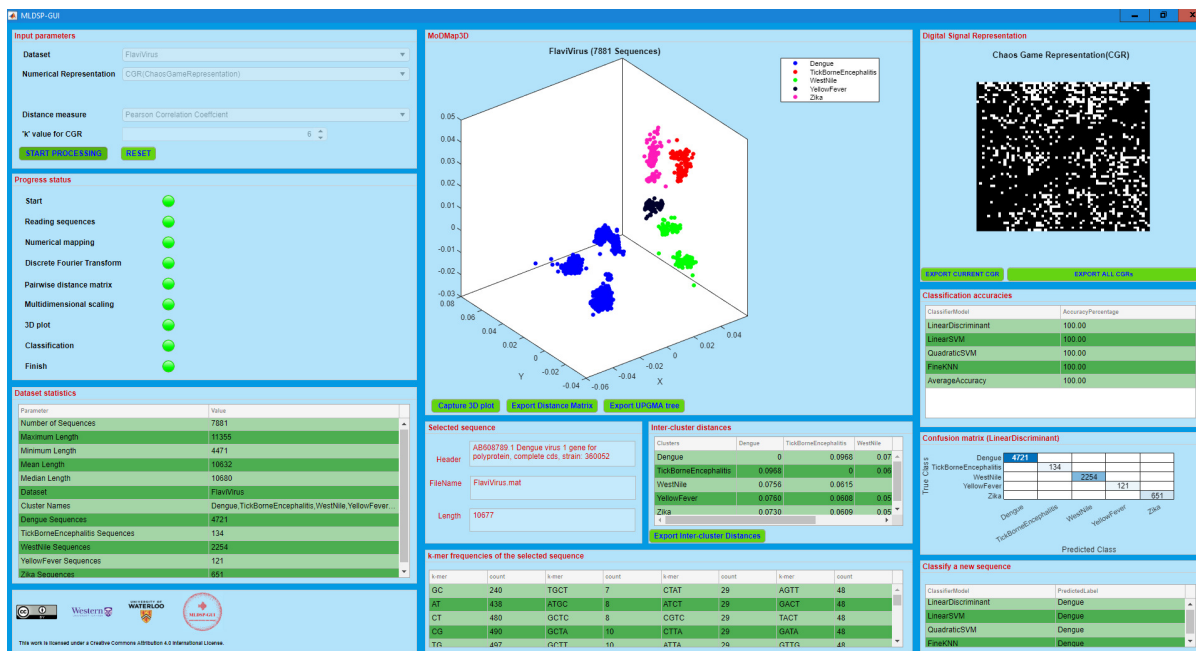 MLDSP-GUI
Input parameters
Dataset FlaviVirus
Numerical Representation CGR(ChaosGameRepresentation)
Distance measure Pearson Correlation Coefficient
'k' value for CGR 6
START PROCESSING RESET
Progress status
Start
Reading sequences
Numerical mapping
Discrete Fourier Transform
Pairwise distance matrix
Multidimensional scaling
3D plot
Classification
Finish
Dataset statistics
Parameter Value
Number of Sequences 7881
Maximum Length 11355
Minimum Length 4471
Mean Length 10632
Median Length 10680
Dataset FlaviVirus
Cluster Names Dengue,TickBorneEncephalitis,WestNile,YellowFever...
Dengue Sequences 4721
TickBorneEncephalitis Sequences 134
WestNile Sequences 2254
YellowFever Sequences 121
Zika Sequences 651
cc BY
Western
UNIVERSITY OF
WATERLOO
MLDSP-GUI
This work is licensed under a Creative Commons Attribution 4.0 International License.
MoDMap3D
FlaviVirus (7881 Sequences)
Dengue
TickBorneEncephalitis
WestNile
YellowFever
Zika
0.05
0.04
0.03
0.02
0.01
0
-0.01
-0.02
-0.03
0.08
0.06
0.04
0.02
0
-0.02
-0.04
Y
-0.06
-0.04
-0.02
0
0.02
0.04
X
Capture 3D plot Export Distance Matrix Export UPGMA tree
Selected sequence
Header AB608789.1 Dengue virus 1 gene for
polyprotein, complete cds, strain: 360052
FileName FlaviVirus.mat
Length 10677
Inter-cluster distances
Clusters Dengue TickBorneEncephalitis WestNile
Dengue 0 0.0968 0.07
TickBorneEncephalitis 0.0968 0 0.06
WestNile 0.0756 0.0615
YellowFever 0.0760 0.0608 0.05
Zika 0.0730 0.0609 0.05
Export Inter-cluster Distances
k-mer frequencies of the selected sequence
k-mer count k-mer count k-mer count k-mer count
GC 240 TGCT 7 CTAT 29 AGTT 48
AT 438 ATGC 8 ATCT 29 GACT 48
CT 480 GCTC 8 CGTC 29 TACT 48
CG 490 GCTA 10 CTTA 29 GATA 48
TG 497 GCTT 10 ATTA 29 GTTG 48
Digital Signal Representation
Chaos Game Representation(CGR)
EXPORT CURRENT CGR EXPORT ALL CGRs
Classification accuracies
ClassifierModel AccuracyPercentage
LinearDiscriminant 100.00
LinearSVM 100.00
QuadraticSVM 100.00
FineKNN 100.00
AverageAccuracy 100.00
Confusion matrix (LinearDiscriminant)
True Class
Dengue 4721
TickBorneEncephalitis 134
WestNile 2254
YellowFever 121
Zika 651
Dengue TickBorneEncephalitis WestNile YellowFever Zika
Predicted Class
Classify a new sequence
ClassifierModel PredictedLabel
LinearDiscriminant Dengue
LinearSVM Dengue
QuadraticSVM Dengue
FineKNN Dengue